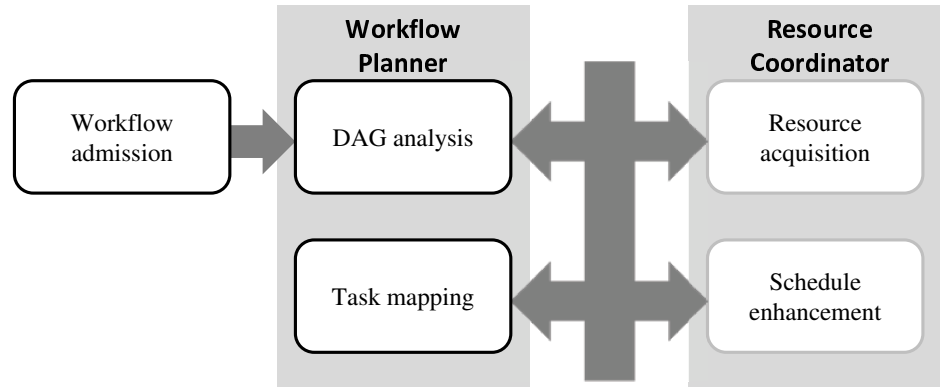 Workflow
Planner
Resource
Coordinator
Workflow
admission
DAG analysis
Resource
acquisition
Task mapping
Schedule
enhancement